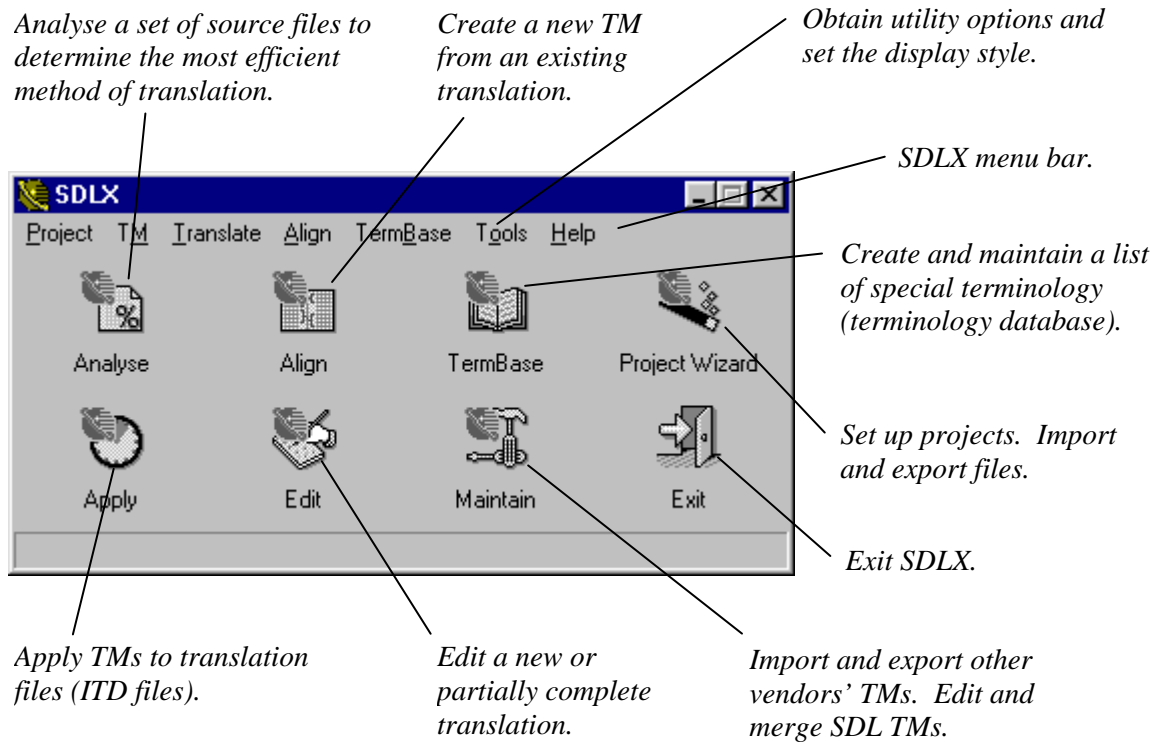 Analyse a set of source files to
determine the most efficient
method of translation.
Create a new TM
from an existing
translation.
Obtain utility options and
set the display style.
SDLX menu bar.
SDLX
Project TM Translate Align TermBase Tools Help
Create and maintain a list
of special terminology
(terminology database).
%
Analyse Align TermBase Project Wizard
Set up projects. Import
and export files.
Apply Edit Maintain Exit
Exit SDLX.
Apply TMs to translation
files (ITD files).
Edit a new or
partially complete
translation.
Import and export other
vendors’ TMs. Edit and
merge SDL TMs.